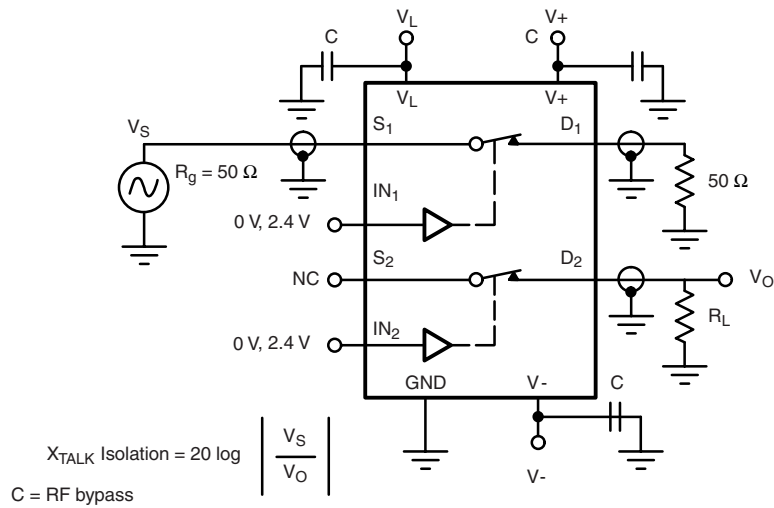 V_L V+
C C
V_L V+
V_S S_1 D_1
R_g = 50 Ω
50 Ω
IN_1
0 V, 2.4 V
S_2 D_2
NC V_O
R_L
IN_2
0 V, 2.4 V
GND V- C
V-
X_TALK Isolation = 20 log | V_S / V_O |
C = RF bypass